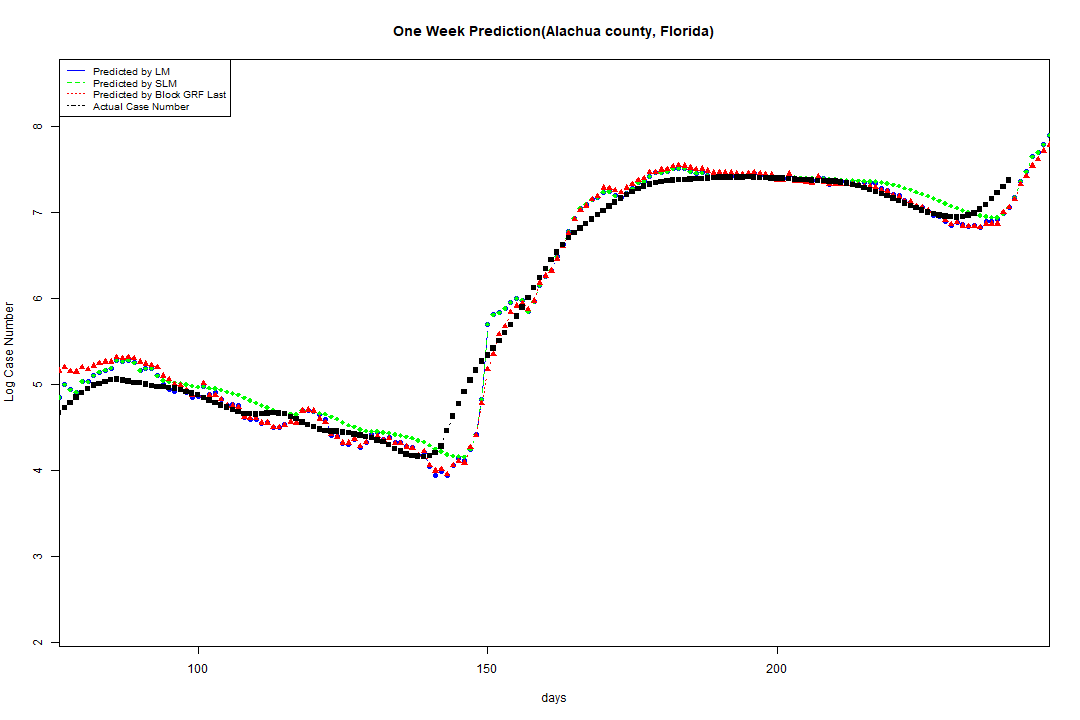 One Week Prediction(Alachua county, Florida)
Predicted by LM
Predicted by SLM
Predicted by Block GRF Last
Actual Case Number
8
7
6
5
4
3
2
Log Case Number
100 150 200
days